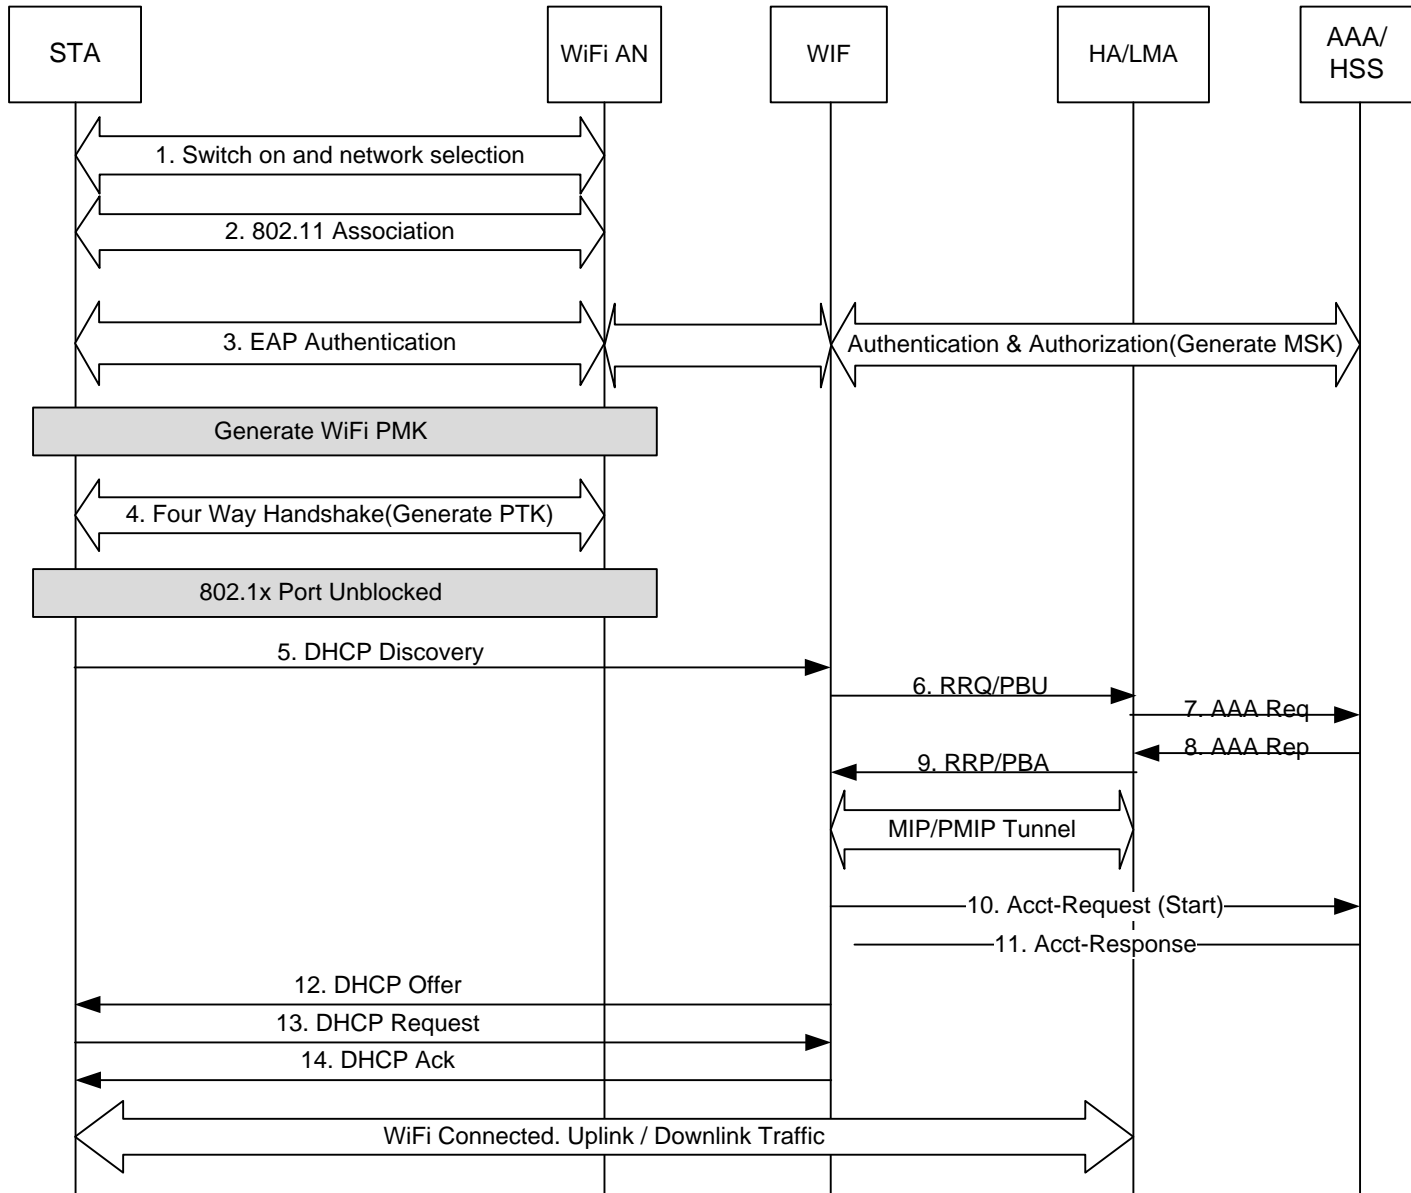 STA
WiFi AN
WIF
HA/LMA
AAA/
HSS
1. Switch on and network selection
2. 802.11 Association
3. EAP Authentication
Authentication & Authorization(Generate MSK)
Generate WiFi PMK
4. Four Way Handshake(Generate PTK)
802.1x Port Unblocked
5. DHCP Discovery
6. RRQ/PBU
7. AAA Req
8. AAA Rep
9. RRP/PBA
MIP/PMIP Tunnel
10. Acct-Request (Start)
11. Acct-Response
12. DHCP Offer
13. DHCP Request
14. DHCP Ack
WiFi Connected. Uplink / Downlink Traffic